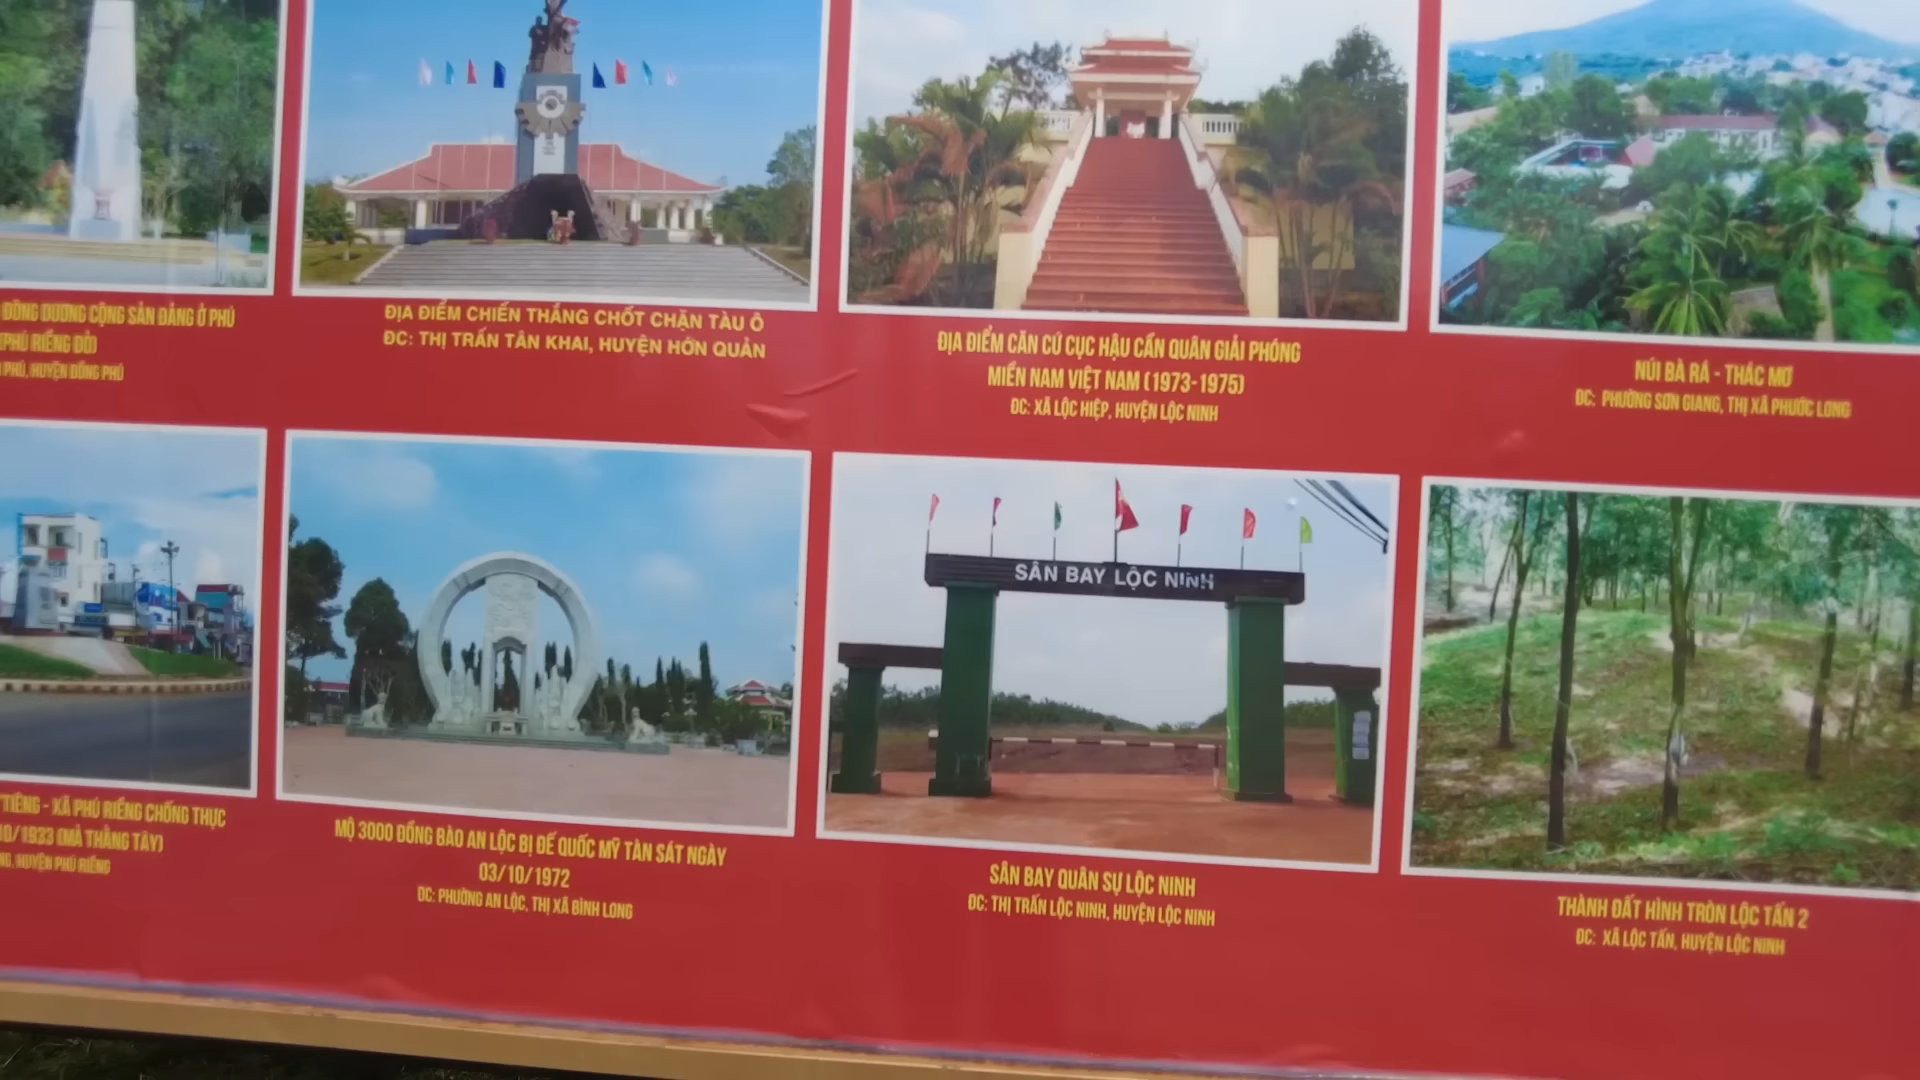 ĐÔNG DƯƠNG CỘNG SẢN ĐẢNG Ở PHÚ
(PHÚ RIỀNG ĐỎ)
PHÚ, HUYỆN ĐỒNG PHÚ
ĐỊA ĐIỂM CHIẾN THẮNG CHỐT CHẶN TÀU Ô
ĐC: THỊ TRẤN TÂN KHAI, HUYỆN HỚN QUẢN
ĐỊA ĐIỂM CĂN CỨ CỤC HẬU CẦN QUÂN GIẢI PHÓNG
MIỀN NAM VIỆT NAM (1973-1975)
ĐC: XÃ LỘC HIỆP, HUYỆN LỘC NINH
NÚI BÀ RÁ - THÁC MƠ
ĐC: PHƯỜNG SƠN GIANG, THỊ XÃ PHƯỚC LONG
TIÊNG - XÃ PHÚ RIỀNG CHỐNG THỰC
/1933 (MẢ THẰNG TÂY)
HUYỆN PHÚ RIỀNG
MỘ 3000 ĐỒNG BÀO AN LỘC BỊ ĐẾ QUỐC MỸ TÀN SÁT NGÀY
03/10/1972
ĐC: PHƯỜNG AN LỘC, THỊ XÃ BÌNH LONG
SÂN BAY LỘC NINH
SÂN BAY QUÂN SỰ LỘC NINH
ĐC: THỊ TRẤN LỘC NINH, HUYỆN LỘC NINH
THÀNH ĐẤT HÌNH TRÒN LỘC TẤN 2
ĐC: XÃ LỘC TẤN, HUYỆN LỘC NINH